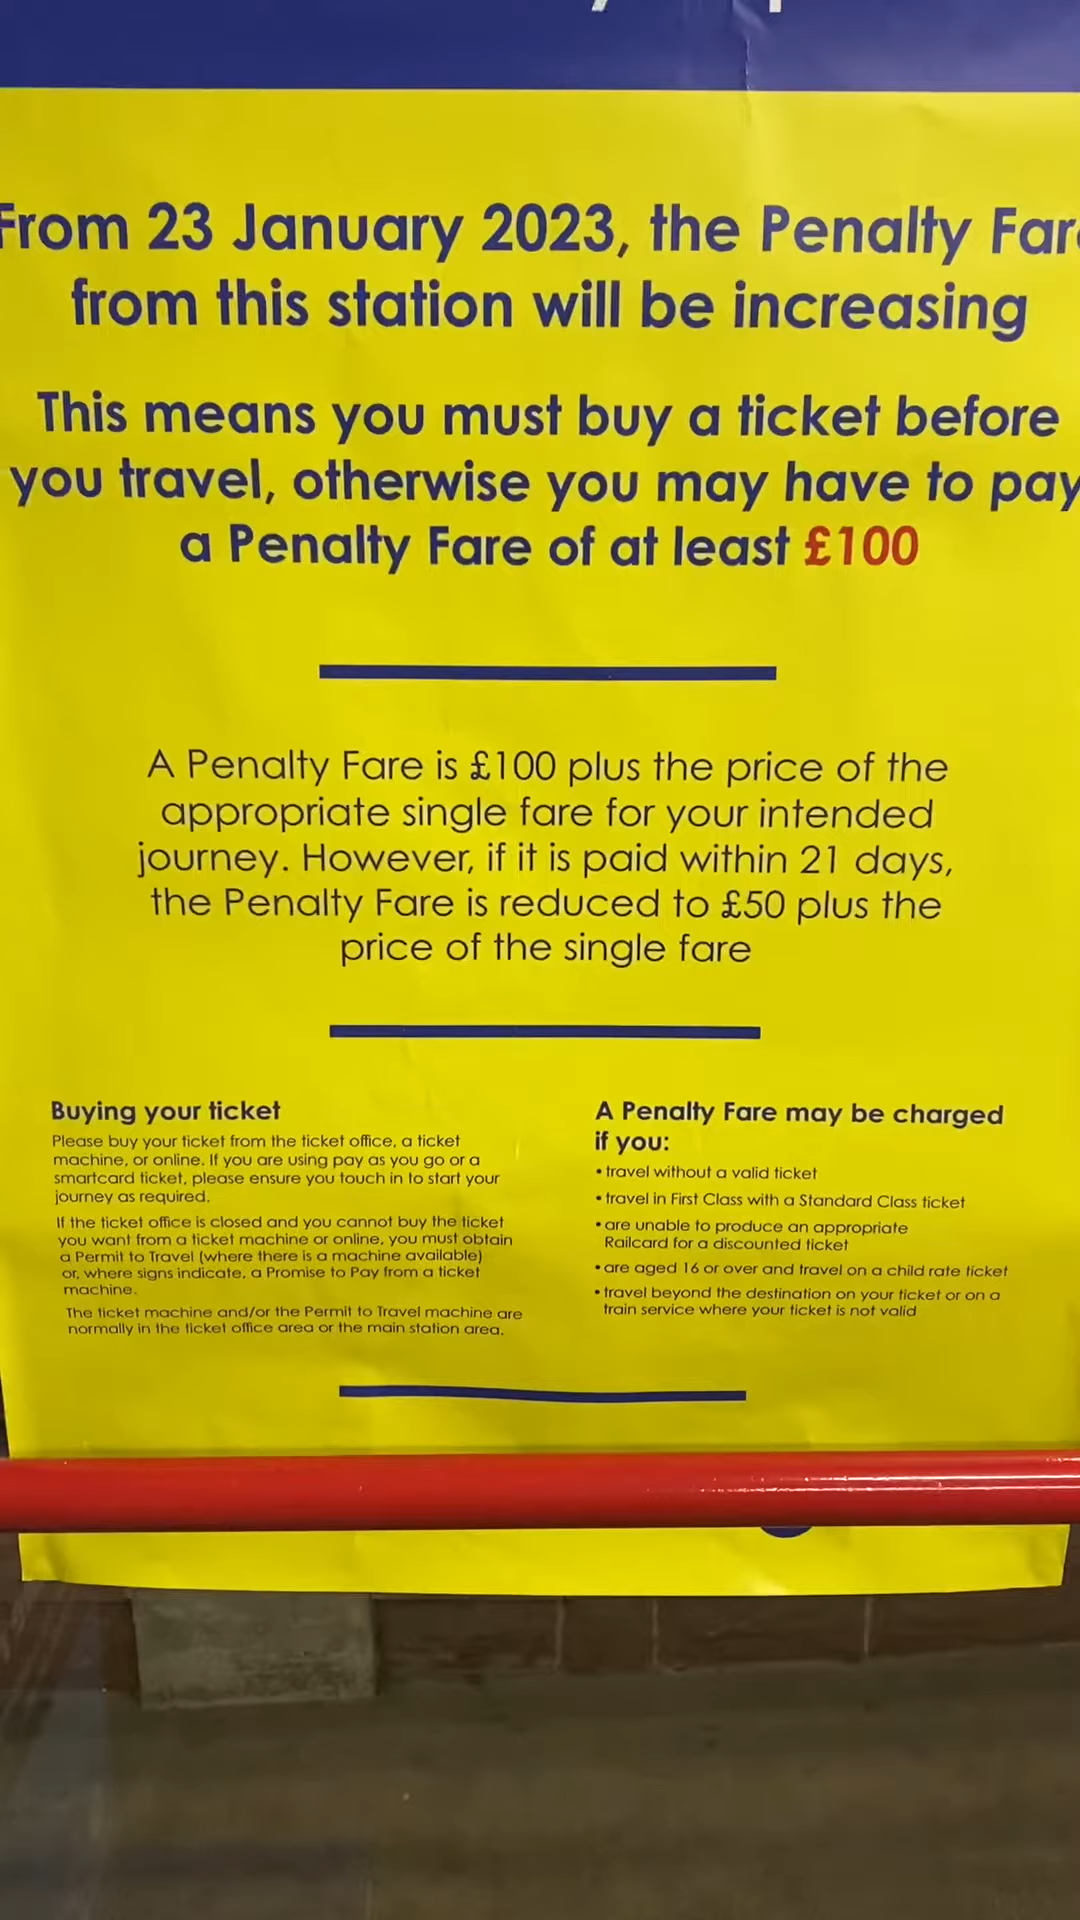 From 23 January 2023, the Penalty Fare
from this station will be increasing
This means you must buy a ticket before
you travel, otherwise you may have to pay
a Penalty Fare of at least £100
A Penalty Fare is £100 plus the price of the
appropriate single fare for your intended
journey. However, if it is paid within 21 days,
the Penalty Fare is reduced to £50 plus the
price of the single fare
Buying your ticket
Please buy your ticket from the ticket office, a ticket
machine, or online. If you are using pay as you go or a
smartcard ticket, please ensure you touch in to start your
journey as required.
If the ticket office is closed and you cannot buy the ticket
you want from a ticket machine or online, you must obtain
a Permit to Travel (where there is a machine available)
or, where signs indicate, a Promise to Pay from a ticket
machine.
The ticket machine and/or the Permit to Travel machine are
normally in the ticket office area or the main station area.
A Penalty Fare may be charged
if you:
• travel without a valid ticket
• travel in First Class with a Standard Class ticket
• are unable to produce an appropriate
Railcard for a discounted ticket
• are aged 16 or over and travel on a child rate ticket
• travel beyond the destination on your ticket or on a
train service where your ticket is not valid